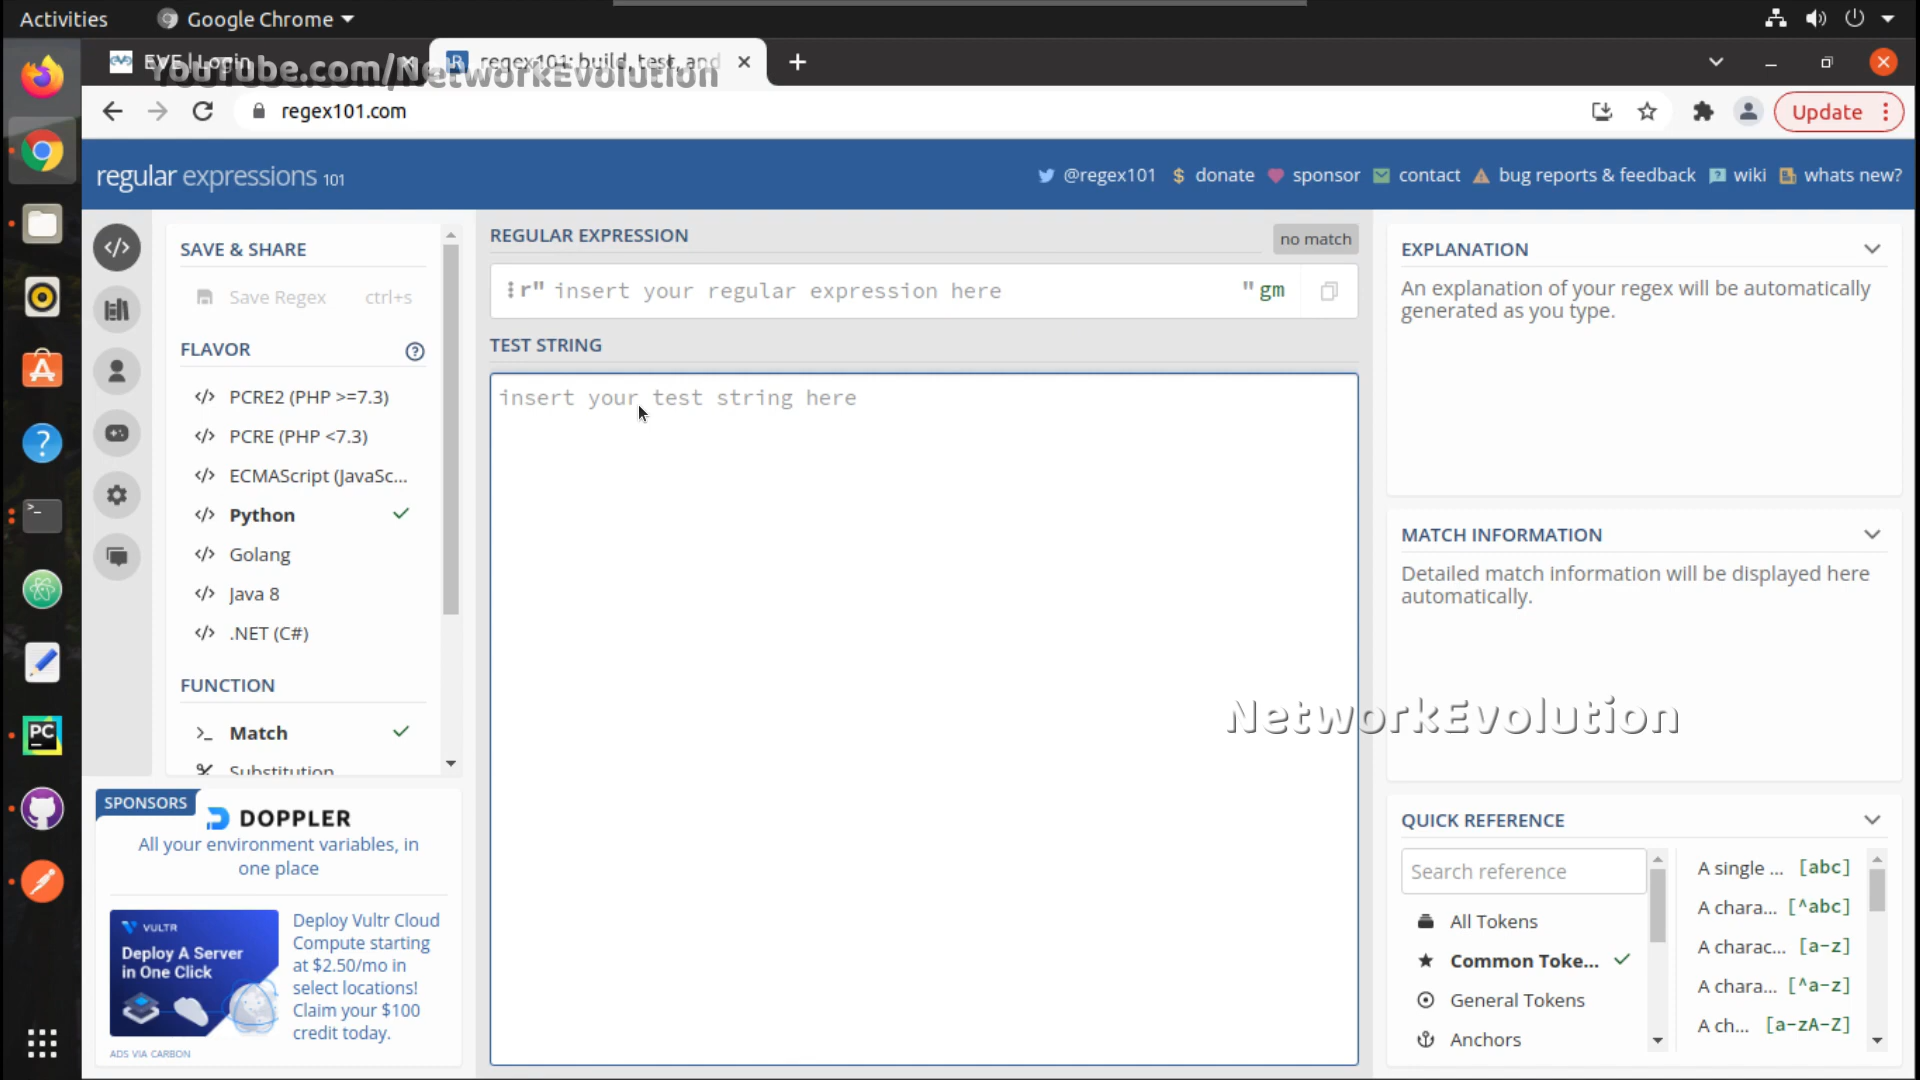 Activities
Google Chrome
EVE | Login
regex101: build, test, and
YouTube.com/NetworkEvolution
regex101.com
Update
regular expressions 101
@regex101
$ donate
sponsor
contact
bug reports & feedback
wiki
whats new?
SAVE & SHARE
Save Regex ctrl+s
FLAVOR
</> PCRE2 (PHP >=7.3)
</> PCRE (PHP <7.3)
</> ECMAScript (JavaSc...
</> Python
</> Golang
</> Java 8
</> .NET (C#)
FUNCTION
>_ Match
Substitution
SPONSORS
DOPPLER
All your environment variables, in
one place
VULTR
Deploy A Server
in One Click
Deploy Vultr Cloud
Compute starting
at $2.50/mo in
select locations!
Claim your $100
credit today.
ADS VIA CARBON
REGULAR EXPRESSION
no match
r" insert your regular expression here " gm
TEST STRING
insert your test string here
EXPLANATION
An explanation of your regex will be automatically
generated as you type.
MATCH INFORMATION
Detailed match information will be displayed here
automatically.
NetworkEvolution
QUICK REFERENCE
Search reference
All Tokens
Common Toke...
General Tokens
Anchors
A single ... [abc]
A chara... [^abc]
A charac... [a-z]
A chara... [^a-z]
A ch... [a-zA-Z]
PC